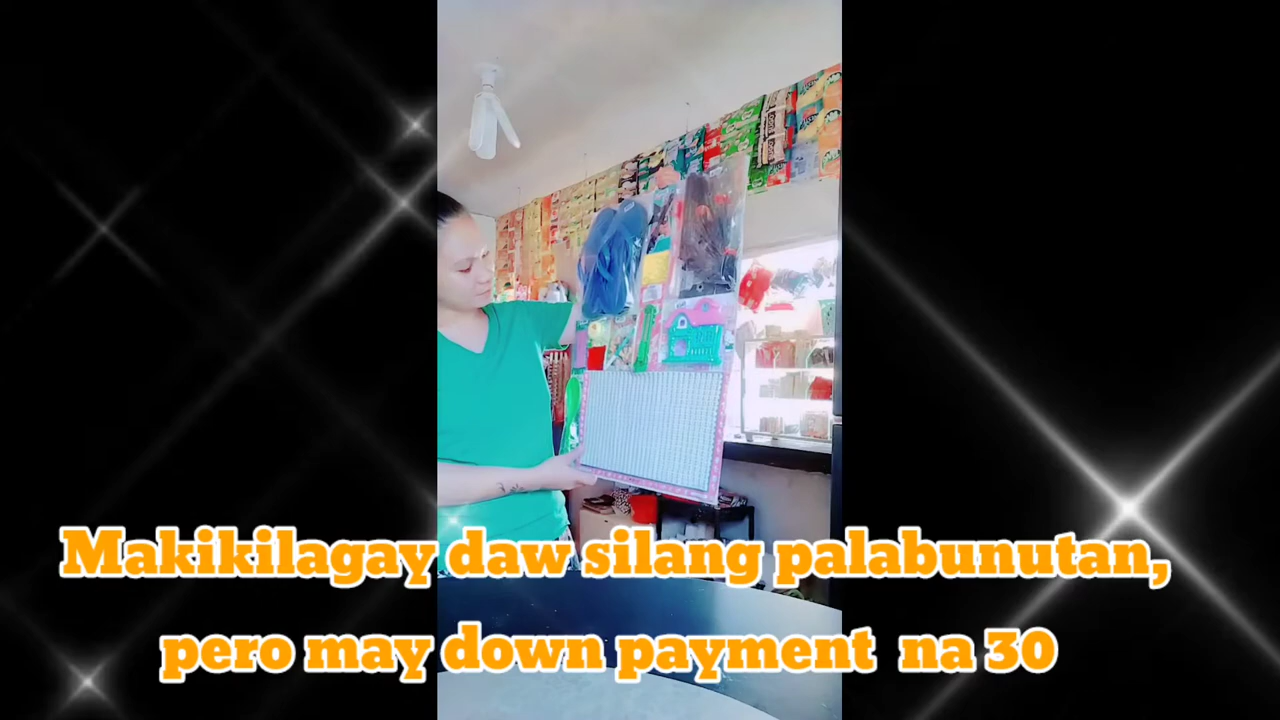 Makikilagay daw silang palabunutan,
pero may down payment na 30